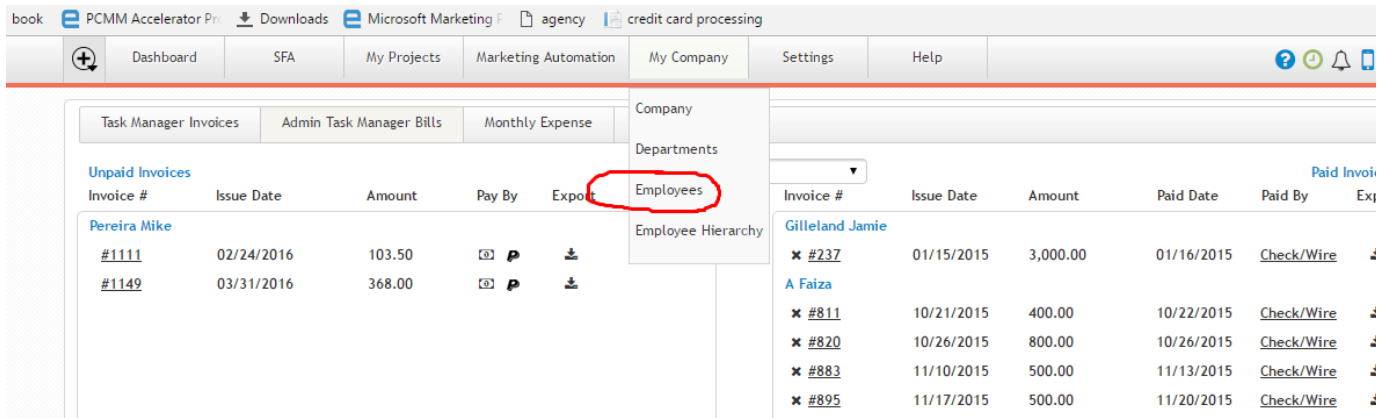 book PCMM Accelerator Pr Downloads Microsoft Marketing P agency credit card processing
Dashboard SFA My Projects Marketing Automation My Company Settings Help
Company
Departments
Employees
Employee Hierarchy
Task Manager Invoices Admin Task Manager Bills Monthly Expense
Unpaid Invoices
Invoice # Issue Date Amount Pay By Export
Pereira Mike
#1111 02/24/2016 103.50
#1149 03/31/2016 368.00
Paid Invoic
Invoice # Issue Date Amount Paid Date Paid By Exp
Gilleland Jamie
#237 01/15/2015 3,000.00 01/16/2015 Check/Wire
A Faiza
#811 10/21/2015 400.00 10/22/2015 Check/Wire
#820 10/26/2015 800.00 10/26/2015 Check/Wire
#883 11/10/2015 500.00 11/13/2015 Check/Wire
#895 11/17/2015 500.00 11/20/2015 Check/Wire